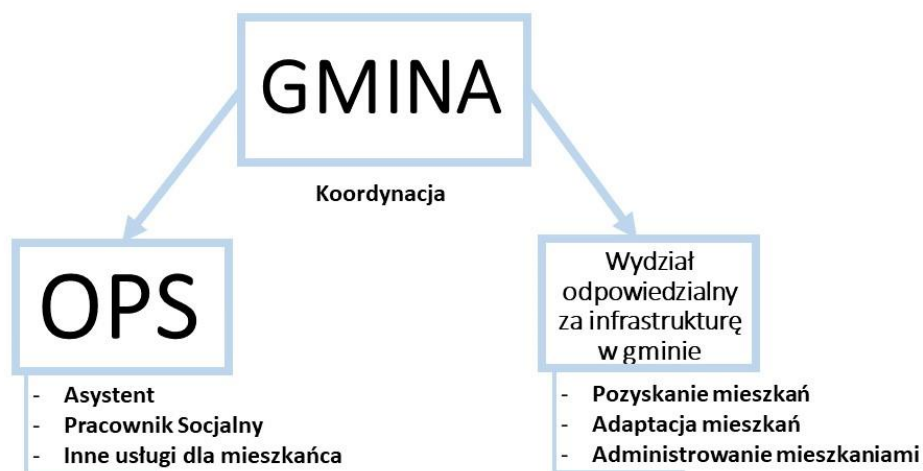 GMINA
Koordynacja
OPS
- Asystent
- Pracownik Socjalny
- Inne usługi dla mieszkańca
Wydział
odpowiedzialny
za infrastrukturę
w gminie
- Pozyskanie mieszkań
- Adaptacja mieszkań
- Administrowanie mieszkaniami